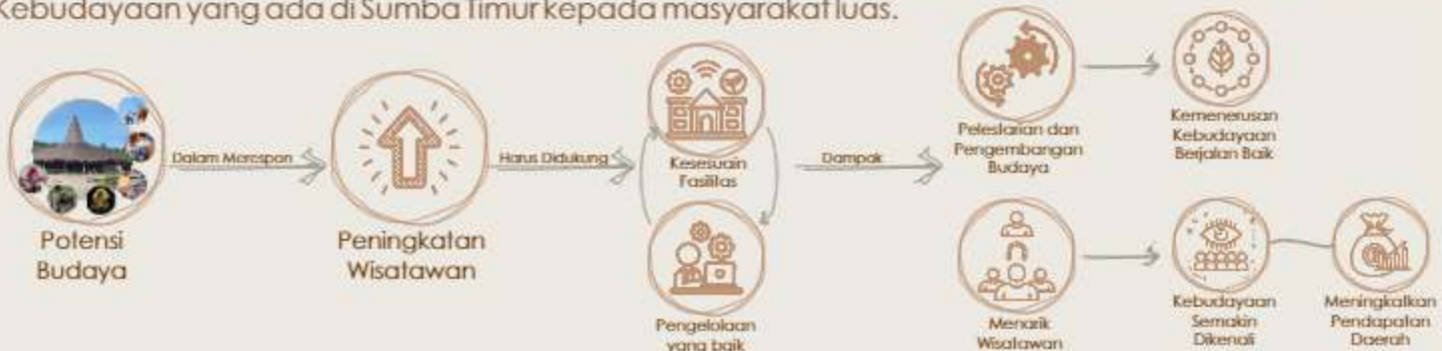 Kebudayaan yang ada di Sumba Timur kepada masyarakat luas.
Potensi
Budaya
Dalam Merespon
Peningkatan
Wisatawan
Harus Didukung
Kesesuain
Fasilitas
Pengelolaan
yang baik
Dampak
Pelestarian dan
Pengembangan
Budaya
Kemenerusan
Kebudayaan
Berjalan Baik
Menarik
Wisatawan
Kebudayaan
Semakin
Dikenali
Meningkatkan
Pendapatan
Daerah